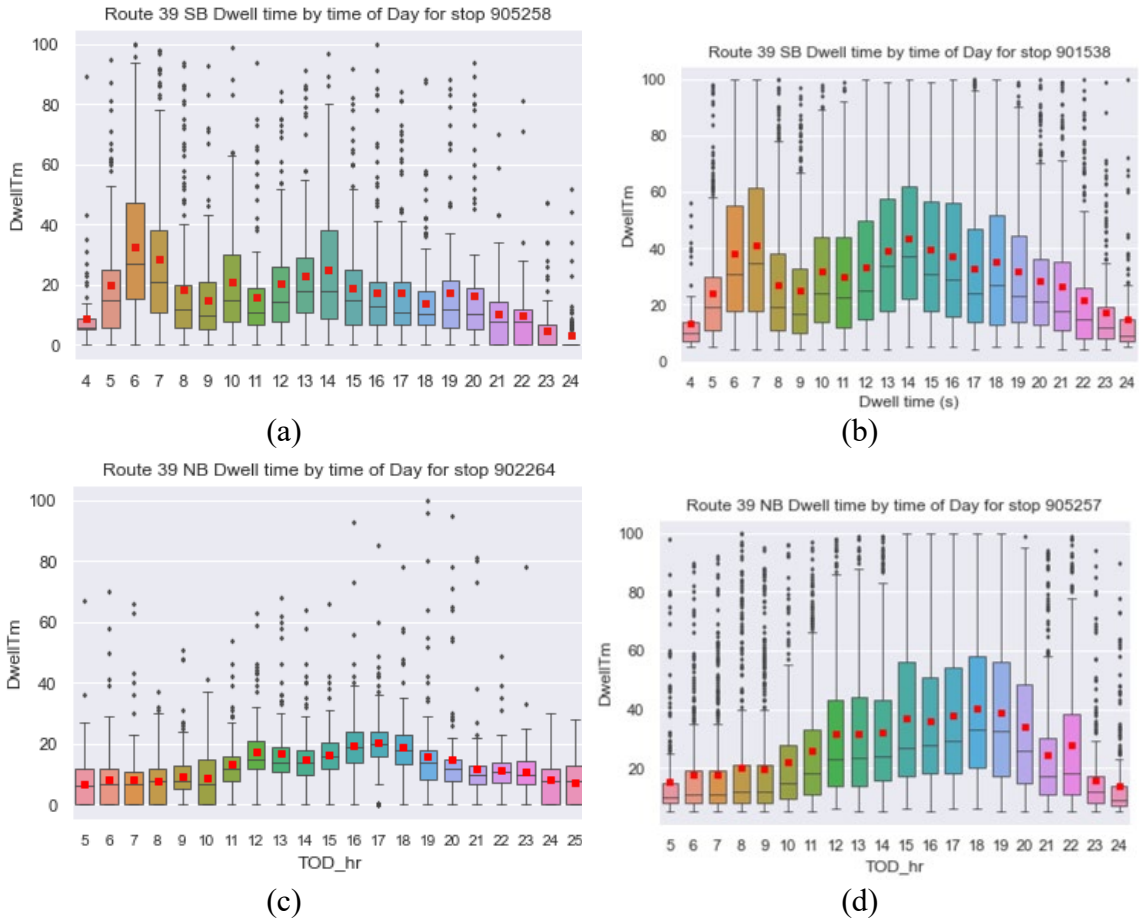 Route 39 SB Dwell time by time of Day for stop 905258
100
80
60
40
20
0
DwellTm
4 5 6 7 8 9 10 11 12 13 14 15 16 17 18 19 20 21 22 23 24
(a)
Route 39 SB Dwell time by time of Day for stop 901538
100
80
60
40
20
0
DwellTm
4 5 6 7 8 9 10 11 12 13 14 15 16 17 18 19 20 21 22 23 24
Dwell time (s)
(b)
Route 39 NB Dwell time by time of Day for stop 902264
100
80
60
40
20
0
DwellTm
5 6 7 8 9 10 11 12 13 14 15 16 17 18 19 20 21 22 23 24 25
TOD_hr
(c)
Route 39 NB Dwell time by time of Day for stop 905257
100
80
60
40
20
DwellTm
5 6 7 8 9 10 11 12 13 14 15 16 17 18 19 20 21 22 23 24
TOD_hr
(d)